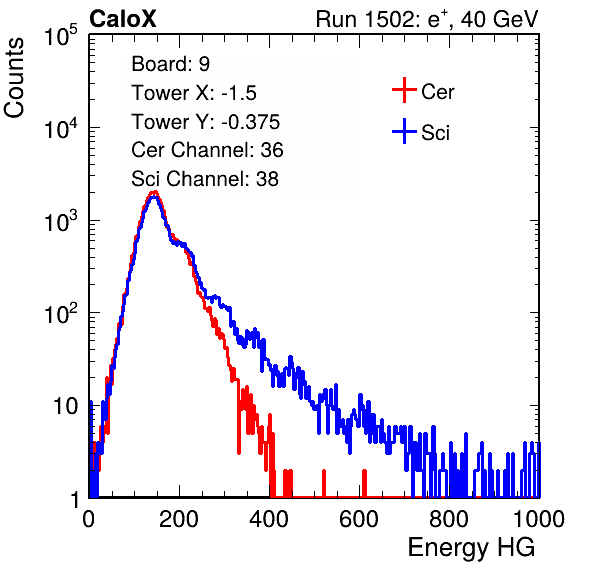 CaloX Run 1502: e⁺, 40 GeV
Counts
Board: 9
Tower X: -1.5
Tower Y: -0.375
Cer Channel: 36
Sci Channel: 38
Cer
Sci
10⁵
10⁴
10³
10²
10
1
0 200 400 600 800 1000
Energy HG